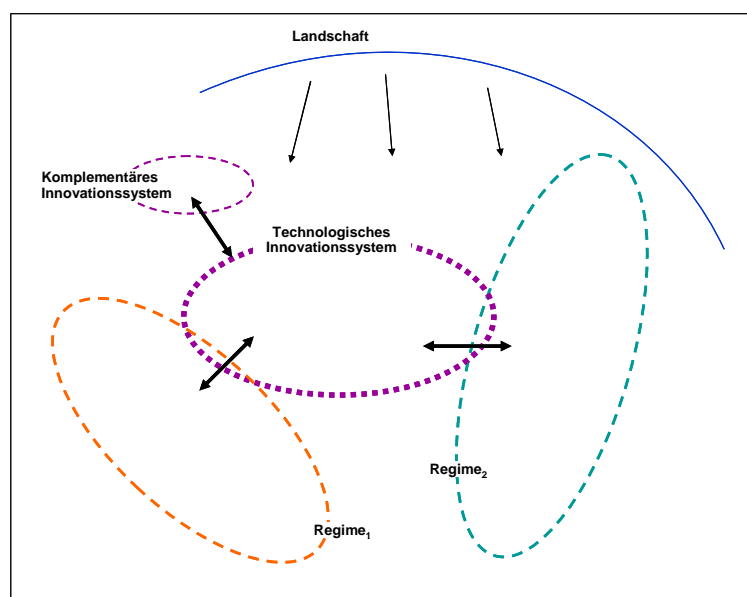 Landschaft
Komplementäres
Innovationssystem
Technologisches
Innovationssystem
Regime₂
Regime₁